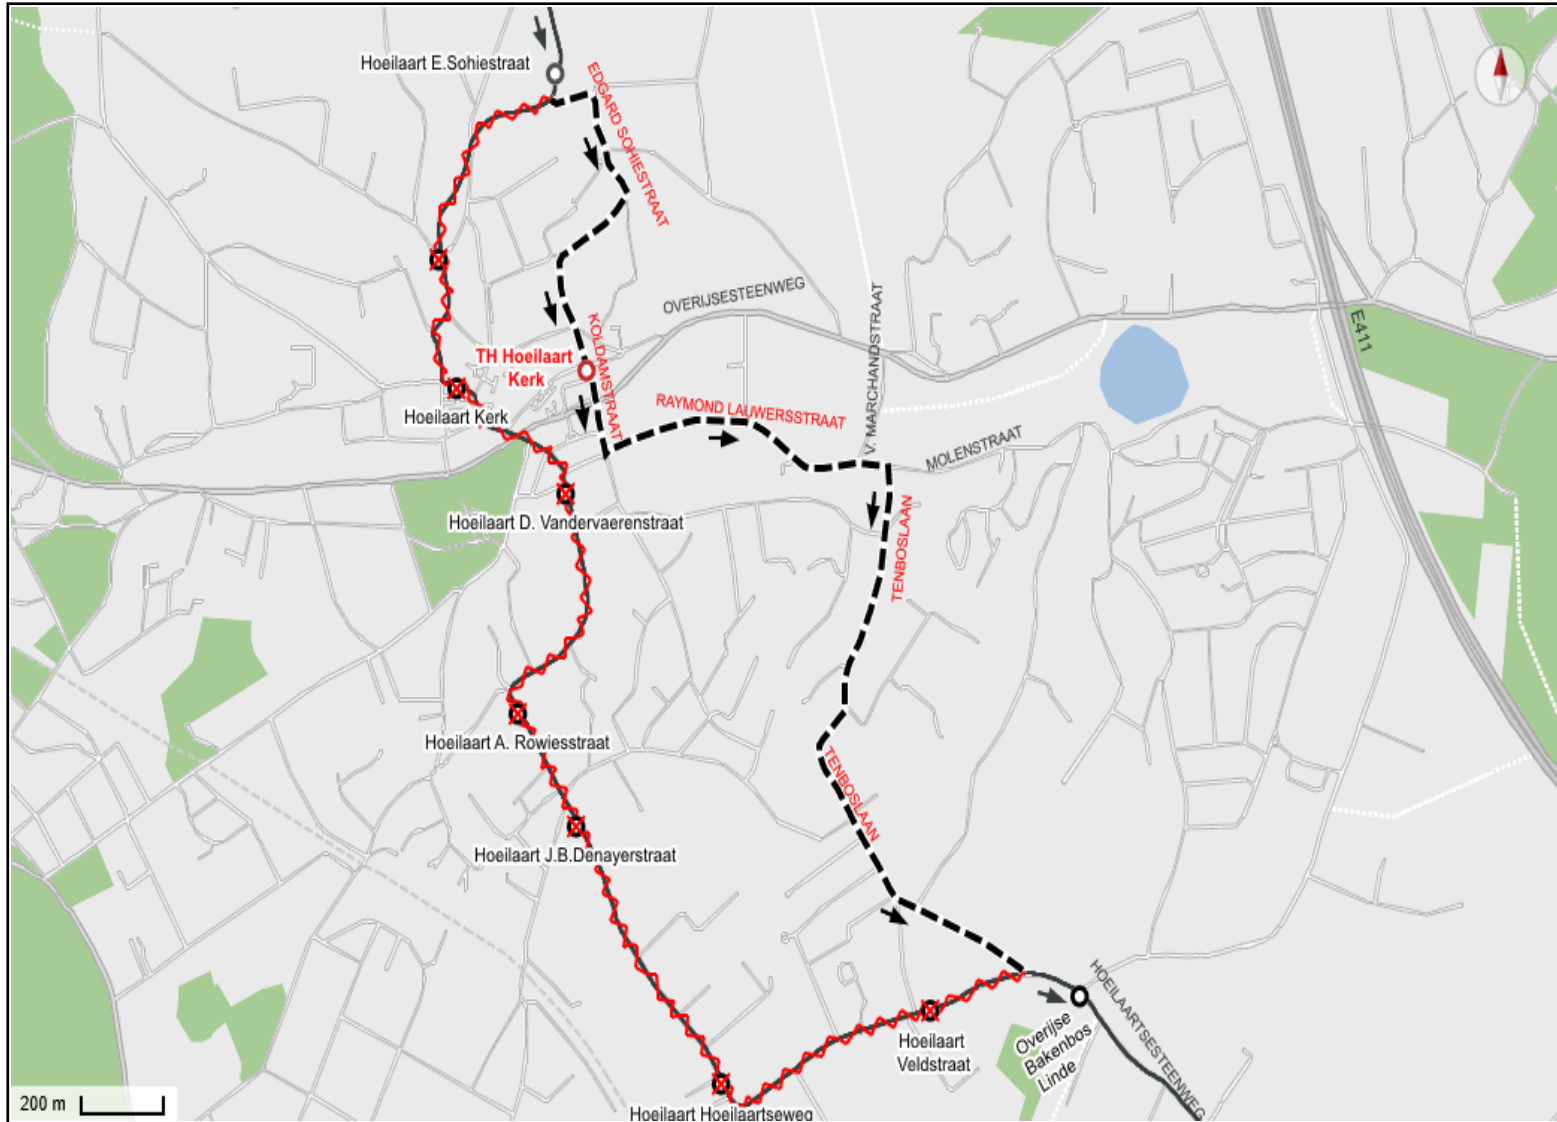 Hoeilaart E.Sohiestraat
EDGARD SOHIESTRAAT
OVERIJSESTEENWEG
KOLDAMSTRAAT
V. MARCHANDSTRAAT
E411
TH Hoeilaart
Kerk
Hoeilaart Kerk
RAYMOND LAUWERSSTRAAT
MOLENSTRAAT
Hoeilaart D. Vandervaerenstraat
TENBOSLAAN
Hoeilaart A. Rowiesstraat
TENBOSLAAN
Hoeilaart J.B.Denayerstraat
HOEILAARTSESTEENWEG
Hoeilaart
Veldstraat
Overijse
Bakenbos
Linde
200 m
Hoeilaart Hoeilaartseweg